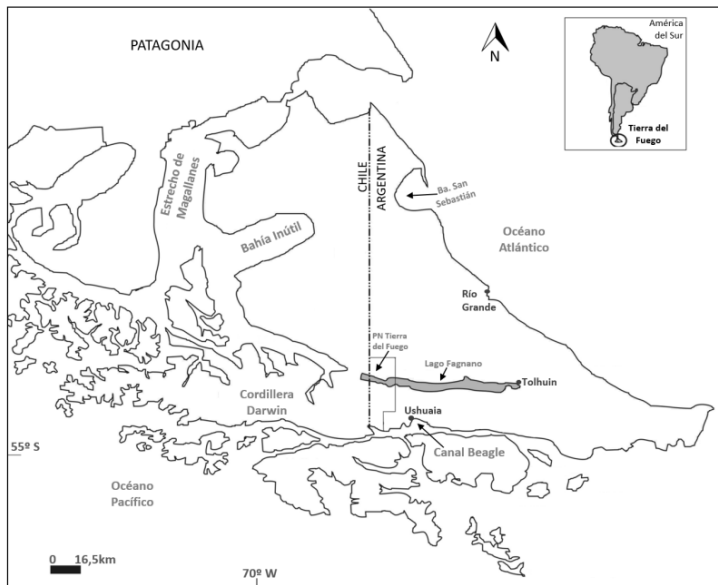 PATAGONIA
N
América
del Sur
Tierra del
Fuego
Estrecho de
Magallanes
CHILE
ARGENTINA
Ba. San
Sebastián
Bahía Inútil
Océano
Atlántico
Río
Grande
PN Tierra
del Fuego
Lago Fagnano
Tolhuin
Cordillera
Darwin
Ushuaia
Canal Beagle
55º S
Océano
Pacífico
0 16,5km
70º W